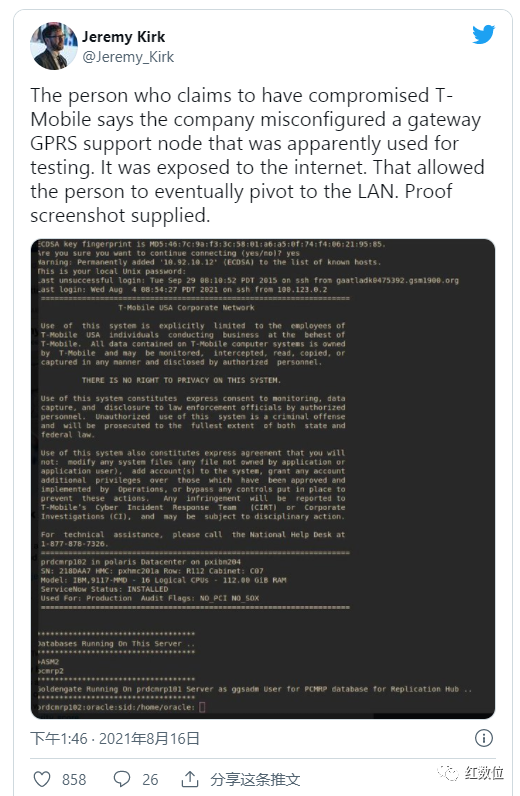 Jeremy Kirk
@Jeremy_Kirk
The person who claims to have compromised T-
Mobile says the company misconfigured a gateway
GPRS support node that was apparently used for
testing. It was exposed to the internet. That allowed
the person to eventually pivot to the LAN. Proof
screenshot supplied.
ECDSA key fingerprint is MD5:46:7c:9a:f3:3c:58:01:a6:a5:0f:74:f4:06:21:95:85.
Are you sure you want to continue connecting (yes/no)? yes
Warning: Permanently added '10.92.10.12' (ECDSA) to the list of known hosts.
This is your local Unix password:
Last unsuccessful login: Tue Sep 29 08:10:52 PDT 2015 on ssh from gaatladk0475392.gsm1900.org
Last login: Wed Aug 4 08:54:27 PDT 2021 on ssh from 100.123.0.2
======================================================================
T-Mobile USA Corporate Network
Use of this system is explicitly limited to the employees of
T-Mobile USA individuals conducting business at the behest of
T-Mobile. All data contained on T-Mobile computer systems is owned
by T-Mobile and may be monitored, intercepted, read, copied, or
captured in any manner and disclosed by authorized personnel.
THERE IS NO RIGHT TO PRIVACY ON THIS SYSTEM.
Use of this system constitutes express consent to monitoring, data
capture, and disclosure to law enforcement officials by authorized
personnel. Unauthorized use of this system is a criminal offense
and will be prosecuted to the fullest extent of both state and
federal law.
Use of this system also constitutes express agreement that you will
not: modify any system files (any file not owned by application or
application user), add account(s) to the system, grant any account
additional privileges over those which have been approved and
implemented by Operations, or bypass any controls put in place to
prevent these actions. Any infringement will be reported to
T-Mobile's Cyber Incident Response Team (CIRT) or Corporate
Investigations (CI), and may be subject to disciplinary action.
For technical assistance, please call the National Help Desk at
1-877-878-7326.
======================================================================
prdcmrp102 in polaris Datacenter on pxibm204
SN: 218DAA7 HMC: pxhmc201a Row: R112 Cabinet: C07
Model: IBM,9117-MMD - 16 Logical CPUs - 112.00 GiB RAM
ServiceNow Status: INSTALLED
Used For: Production Audit Flags: NO_PCI NO_SOX
======================================================================
***********************************
Databases Running On This Server ..
***********************************
+ASM2
pcmrp2
***********************************
Goldengate Running On prdcmrp101 Server as ggsadm User for PCMRP database for Replication Hub ..
***********************************
prdcmrp102:oracle:sid:/home/oracle:
下午1:46 · 2021年8月16日
858 26 分享这条推文
红数位